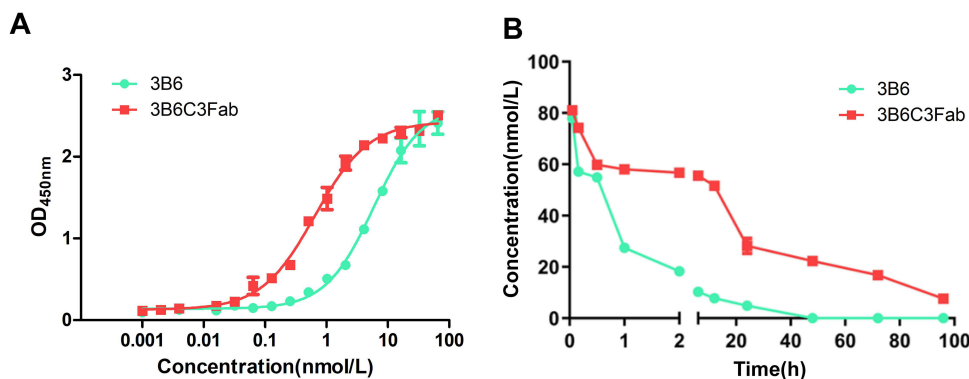 A
3B6
3B6C3Fab
OD450nm
3
2
1
0
0.001 0.01 0.1 1 10 100
Concentration(nmol/L)
B
3B6
3B6C3Fab
Concentration(nmol/L)
100
80
60
40
20
0
0 1 2 20 40 60 80 100
Time(h)